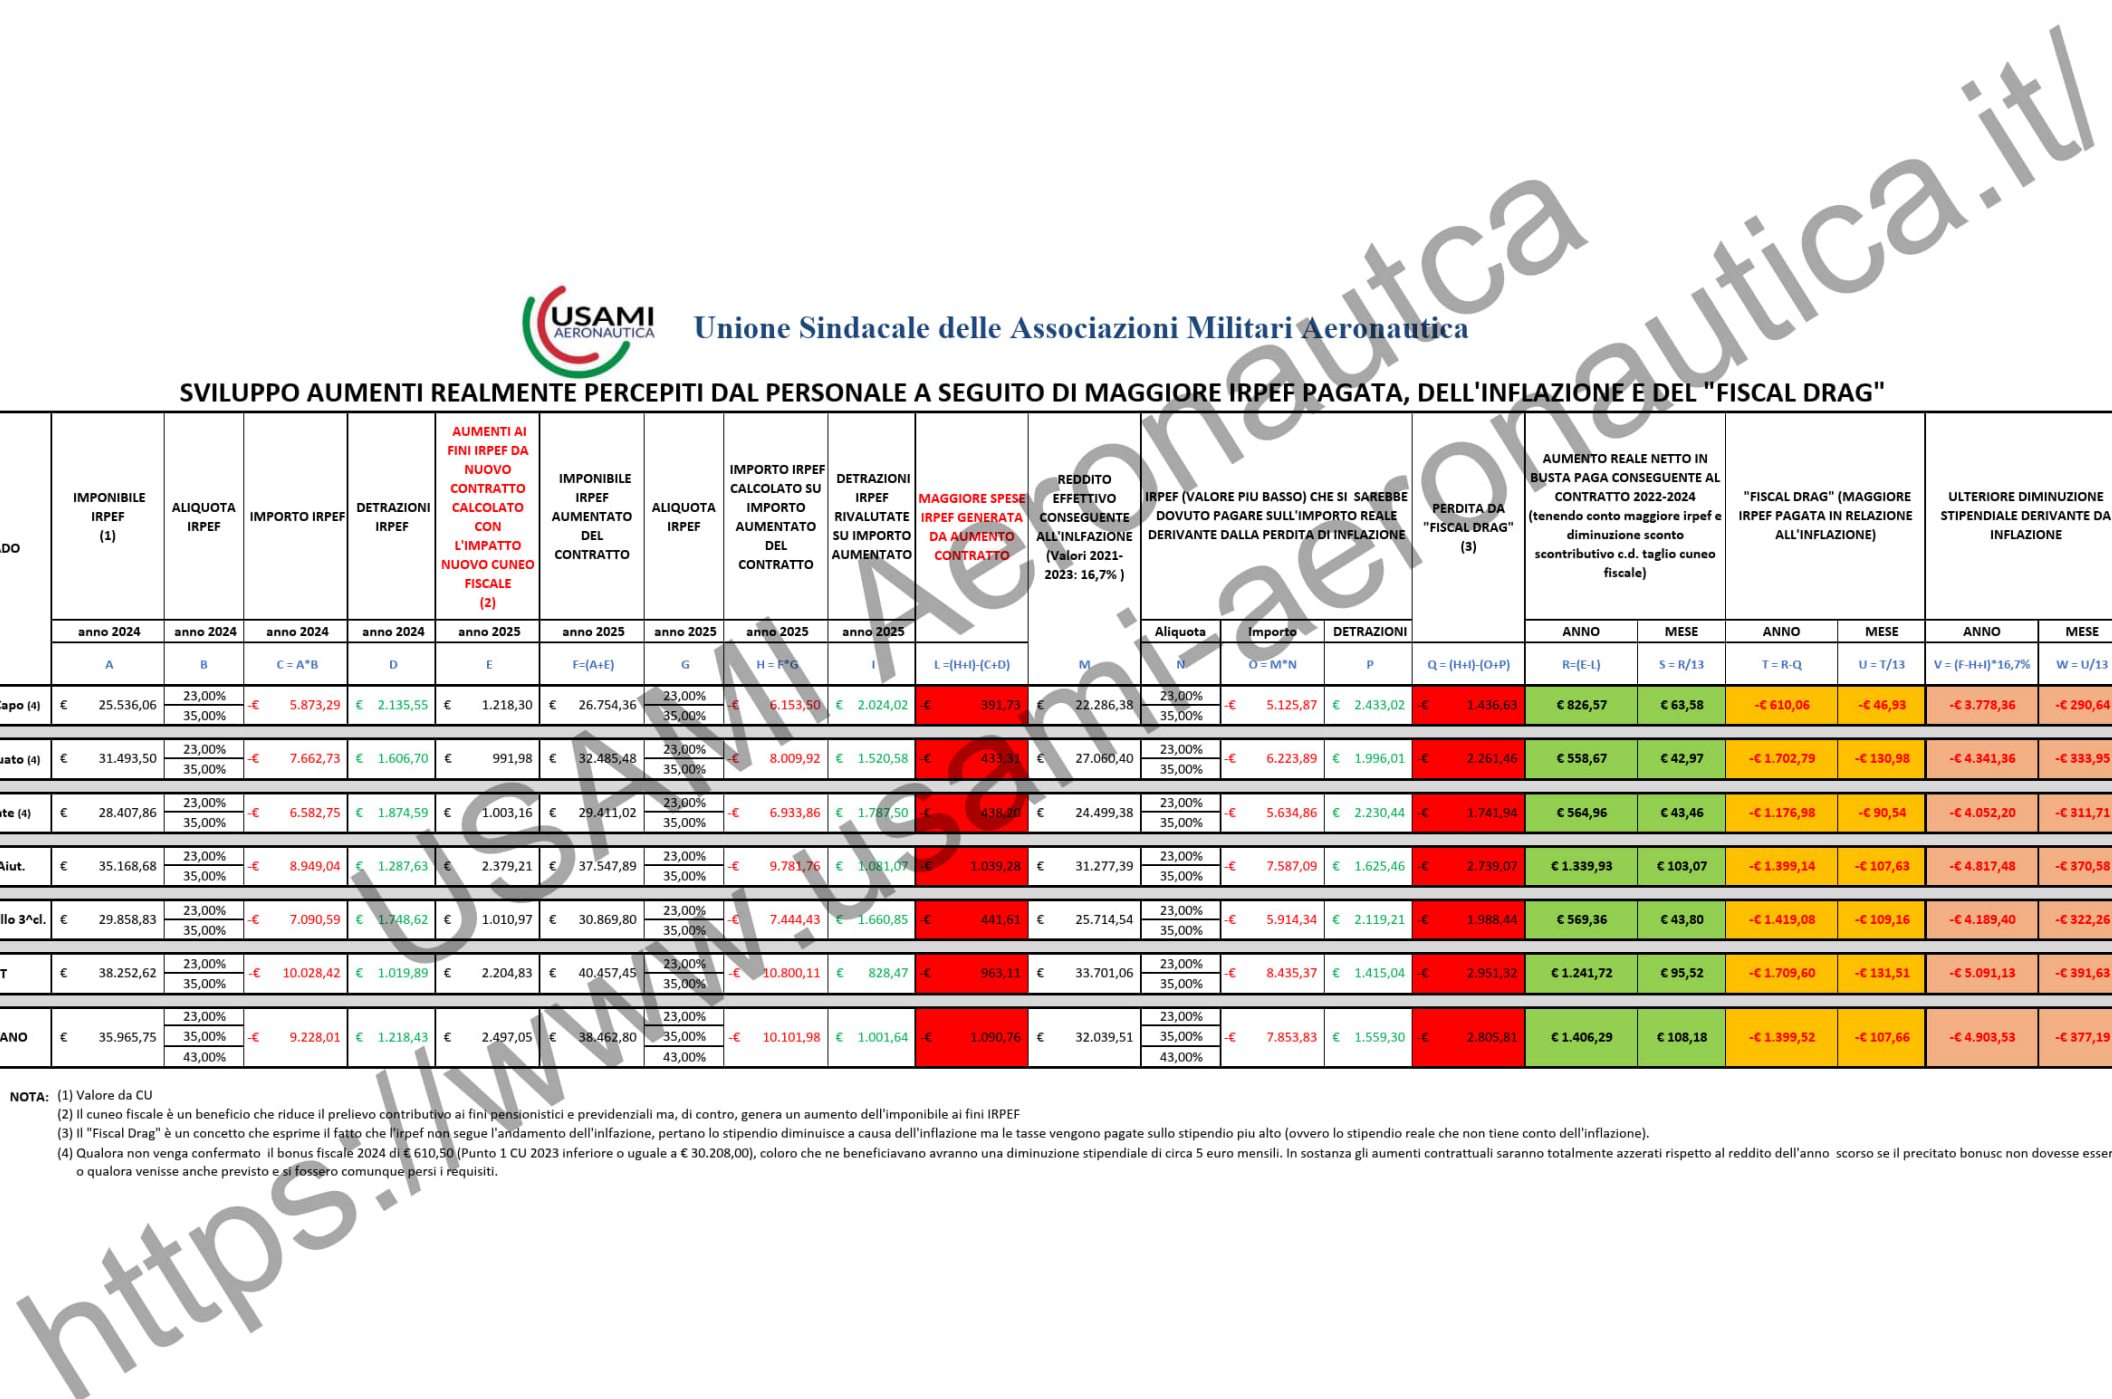 USAMI
AERONAUTICA
Unione Sindacale delle Associazioni Militari Aeronautica
SVILUPPO AUMENTI REALMENTE PERCEPITI DAL PERSONALE A SEGUITO DI MAGGIORE IRPEF PAGATA, DELL'INFLAZIONE E DEL "FISCAL DRAG"
ADO
IMPONIBILE
IRPEF
(1)
ALIQUOTA
IRPEF
IMPORTO IRPEF
DETRAZIONI
IRPEF
AUMENTI AI
FINI IRPEF DA
NUOVO
CONTRATTO
CALCOLATO
CON
L'IMPATTO
NUOVO CUNEO
FISCALE
(2)
IMPONIBILE
IRPEF
AUMENTATO
DEL
CONTRATTO
ALIQUOTA
IRPEF
IMPORTO IRPEF
CALCOLATO SU
IMPORTO
AUMENTATO
DEL
CONTRATTO
DETRAZIONI
IRPEF
RIVALUTATE
SU IMPORTO
AUMENTATO
MAGGIORE SPESE
IRPEF GENERATA
DA AUMENTO
CONTRATTO
REDDITO
EFFETTIVO
CONSEGUENTE
ALL'INLFAZIONE
(Valori 2021-
2023: 16,7% )
IRPEF (VALORE PIU BASSO) CHE SI SAREBBE
DOVUTO PAGARE SULL'IMPORTO REALE
DERIVANTE DALLA PERDITA DI INFLAZIONE
PERDITA DA
"FISCAL DRAG"
(3)
AUMENTO REALE NETTO IN
BUSTA PAGA CONSEGUENTE AL
CONTRATTO 2022-2024
(tenendo conto maggiore irpef e
diminuzione sconto
scontributivo c.d. taglio cuneo
fiscale)
"FISCAL DRAG" (MAGGIORE
IRPEF PAGATA IN RELAZIONE
ALL'INFLAZIONE)
ULTERIORE DIMINUZIONE
STIPENDIALE DERIVANTE DA
INFLAZIONE
anno 2024 anno 2024 anno 2024 anno 2024 anno 2025 anno 2025 anno 2025 anno 2025 anno 2025 Aliquota Importo DETRAZIONI ANNO MESE ANNO MESE ANNO MESE
A B C = A*B D E F=(A+E) G H = F*G I L =(H+I)-(C+D) M N O = M*N P Q = (H+I)-(O+P) R=(E-L) S = R/13 T = R-Q U = T/13 V = (F-H+I)*16,7% W = U/13
Capo (4) € 25.536,06 23,00% 35,00% -€ 5.873,29 € 2.135,55 € 1.218,30 € 26.754,36 23,00% 35,00% -€ 6.153,50 € 2.024,02 -€ 391,73 € 22.286,38 23,00% 35,00% -€ 5.125,87 € 2.433,02 -€ 1.436,63 € 826,57 € 63,58 -€ 610,06 -€ 46,93 -€ 3.778,36 -€ 290,64
uato (4) € 31.493,50 23,00% 35,00% -€ 7.662,73 € 1.606,70 € 991,98 € 32.485,48 23,00% 35,00% -€ 8.009,92 € 1.520,58 -€ 433,31 € 27.060,40 23,00% 35,00% -€ 6.223,89 € 1.996,01 -€ 2.261,46 € 558,67 € 42,97 -€ 1.702,79 -€ 130,98 -€ 4.341,36 -€ 333,95
nte (4) € 28.407,86 23,00% 35,00% -€ 6.582,75 € 1.874,59 € 1.003,16 € 29.411,02 23,00% 35,00% -€ 6.933,86 € 1.787,50 -€ 438,20 € 24.499,38 23,00% 35,00% -€ 5.634,86 € 2.230,44 -€ 1.741,94 € 564,96 € 43,46 -€ 1.176,98 -€ 90,54 -€ 4.052,20 -€ 311,71
Aiut. € 35.168,68 23,00% 35,00% -€ 8.949,04 € 1.287,63 € 2.379,21 € 37.547,89 23,00% 35,00% -€ 9.781,76 € 1.081,07 -€ 1.039,28 € 31.277,39 23,00% 35,00% -€ 7.587,09 € 1.625,46 -€ 2.739,07 € 1.339,93 € 103,07 -€ 1.399,14 -€ 107,63 -€ 4.817,48 -€ 370,58
llo 3^cl. € 29.858,83 23,00% 35,00% -€ 7.090,59 € 1.748,62 € 1.010,97 € 30.869,80 23,00% 35,00% -€ 7.444,43 € 1.660,85 -€ 441,61 € 25.714,54 23,00% 35,00% -€ 5.914,34 € 2.119,21 -€ 1.988,44 € 569,36 € 43,80 -€ 1.419,08 -€ 109,16 -€ 4.189,40 -€ 322,26
T € 38.252,62 23,00% 35,00% -€ 10.028,42 € 1.019,89 € 2.204,83 € 40.457,45 23,00% 35,00% -€ 10.800,11 € 828,47 -€ 963,11 € 33.701,06 23,00% 35,00% -€ 8.435,37 € 1.415,04 -€ 2.951,32 € 1.241,72 € 95,52 -€ 1.709,60 -€ 131,51 -€ 5.091,13 -€ 391,63
ANO € 35.965,75 23,00% 35,00% 43,00% -€ 9.228,01 € 1.218,43 € 2.497,05 € 38.462,80 23,00% 35,00% 43,00% -€ 10.101,98 € 1.001,64 -€ 1.090,76 € 32.039,51 23,00% 35,00% 43,00% -€ 7.853,83 € 1.559,30 -€ 2.805,81 € 1.406,29 € 108,18 -€ 1.399,52 -€ 107,66 -€ 4.903,53 -€ 377,19
NOTA: (1) Valore da CU
(2) Il cuneo fiscale è un beneficio che riduce il prelievo contributivo ai fini pensionistici e previdenziali ma, di contro, genera un aumento dell'imponibile ai fini IRPEF
(3) Il "Fiscal Drag" è un concetto che esprime il fatto che l'irpef non segue l'andamento dell'inlfazione, pertano lo stipendio diminuisce a causa dell'inflazione ma le tasse vengono pagate sullo stipendio piu alto (ovvero lo stipendio reale che non tiene conto dell'inflazione).
(4) Qualora non venga confermato il bonus fiscale 2024 di € 610,50 (Punto 1 CU 2023 inferiore o uguale a € 30.208,00), coloro che ne beneficiavano avranno una diminuzione stipendiale di circa 5 euro mensili. In sostanza gli aumenti contrattuali saranno totalmente azzerati rispetto al reddito dell'anno scorso se il precitato bonusc non dovesse esser
o qualora venisse anche previsto e si fossero comunque persi i requisiti.
USAMI Aeronautca
https://www.usami-aeronautica.it/